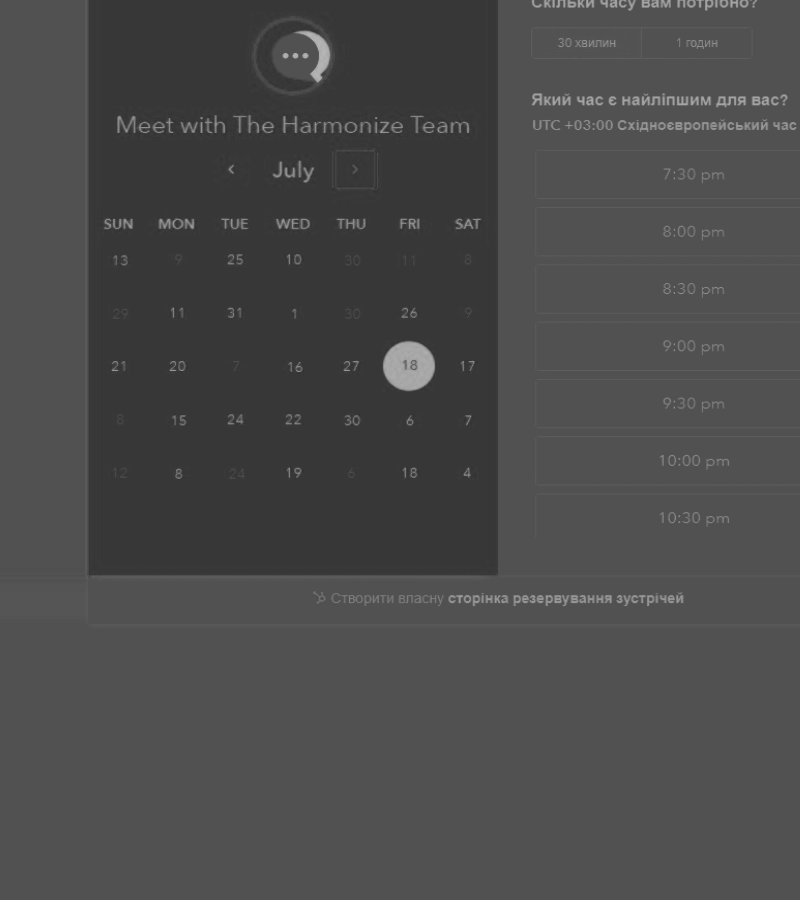 Meet with The Harmonize Team
July
SUN MON TUE WED THU FRI SAT
13 9 25 10 30 11 8
29 11 31 1 30 26 9
21 20 7 16 27 18 17
8 15 24 22 30 6 7
12 8 24 19 6 18 4
Скільки часу вам потрібно?
30 хвилин 1 годин
Який час є найліпшим для вас?
UTC +03:00 Східноєвропейський час
7:30 pm
8:00 pm
8:30 pm
9:00 pm
9:30 pm
10:00 pm
10:30 pm
Створити власну сторінка резервування зустрічей